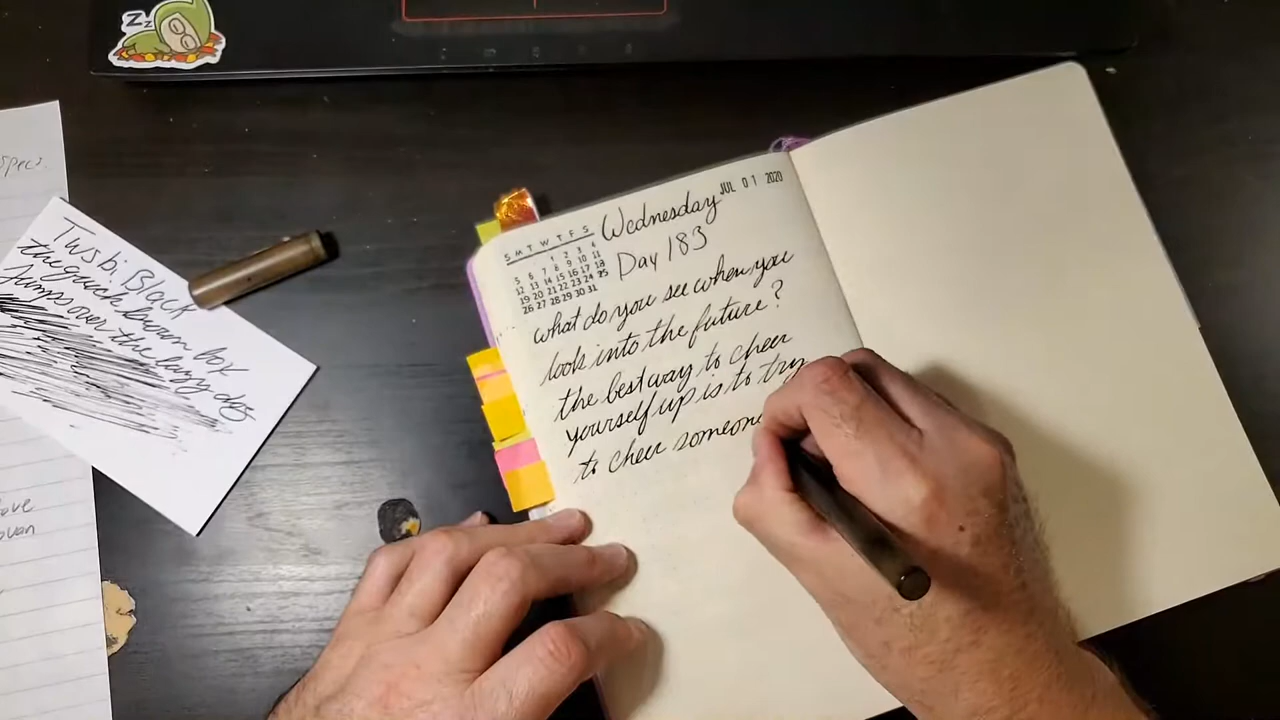 Specs
Twsbi Black
the quick brown fox
Jumps over the lazy dog
Zz
JUL 01 2020
Wednesday
Day 183
S M T W T F S
1 2 3 4
5 6 7 8 9 10 11
12 13 14 15 16 17 18
19 20 21 22 23 24 25
26 27 28 29 30 31
what do you see when you
look into the future?
the best way to cheer
yourself up is to try
to cheer someone